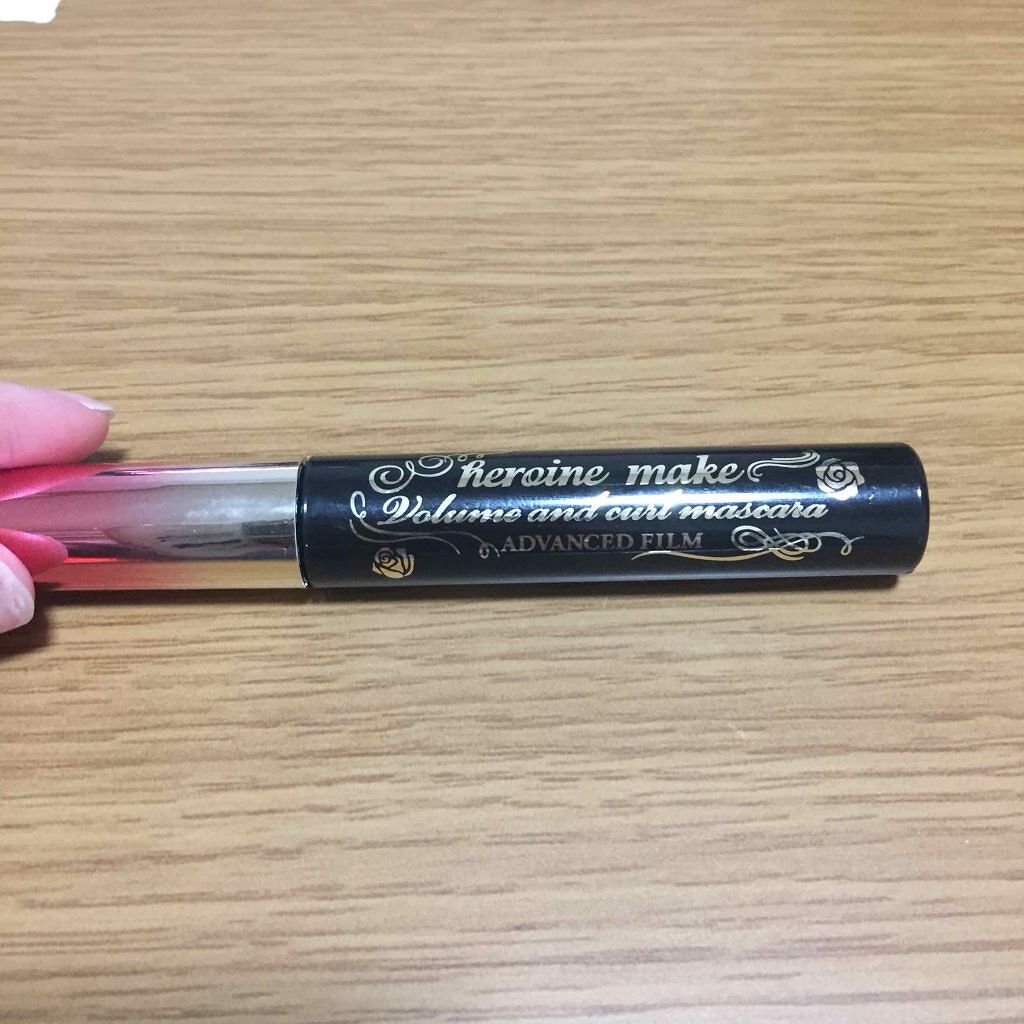 heroine make
Volume and curl mascara
ADVANCED FILM